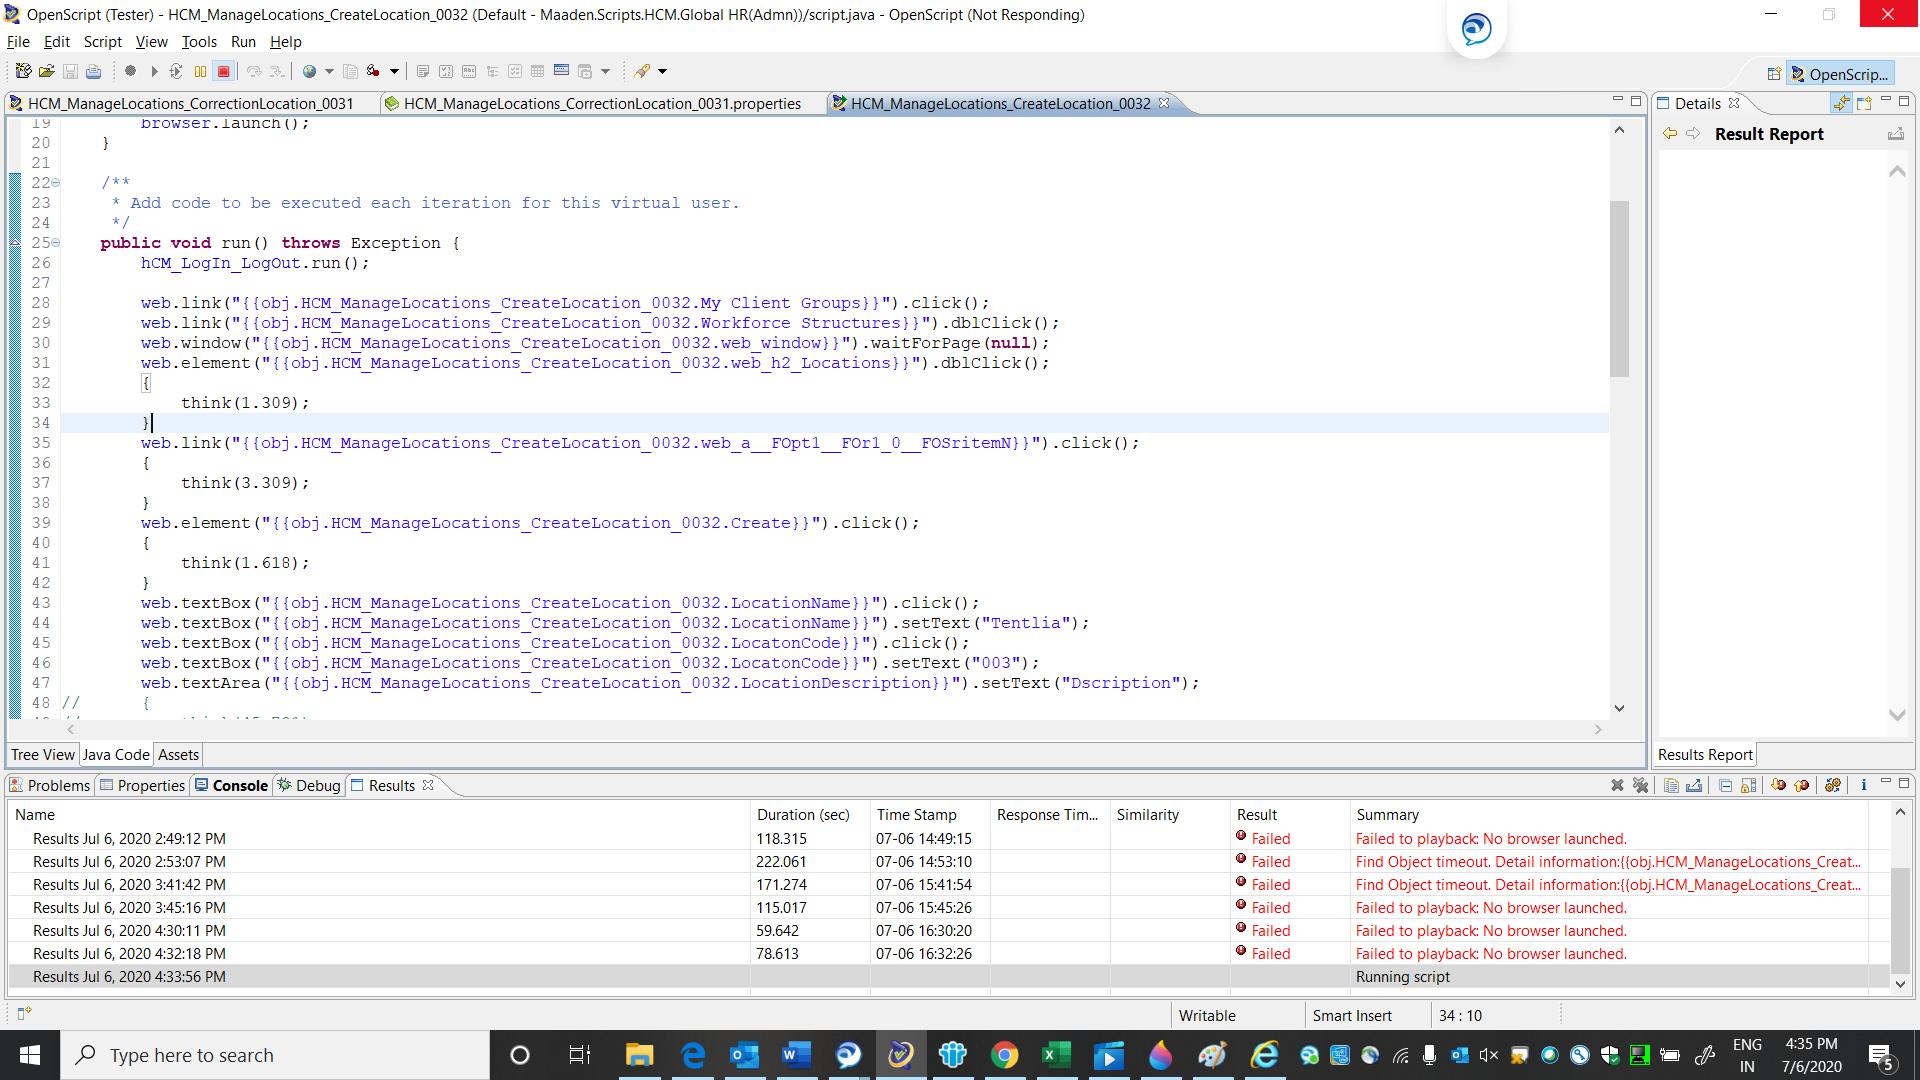 OpenScript (Tester) - HCM_ManageLocations_CreateLocation_0032 (Default - Maaden.Scripts.HCM.Global HR(Admn))/script.java - OpenScript (Not Responding)
File Edit Script View Tools Run Help
OpenScrip...
HCM_ManageLocations_CorrectionLocation_0031 HCM_ManageLocations_CorrectionLocation_0031.properties HCM_ManageLocations_CreateLocation_0032
Details
Result Report
19 browser.launch();
20 }
21
22 /**
23 * Add code to be executed each iteration for this virtual user.
24 */
25 public void run() throws Exception {
26 hCM_LogIn_LogOut.run();
27
28 web.link("{{obj.HCM_ManageLocations_CreateLocation_0032.My Client Groups}}").click();
29 web.link("{{obj.HCM_ManageLocations_CreateLocation_0032.Workforce Structures}}").dblClick();
30 web.window("{{obj.HCM_ManageLocations_CreateLocation_0032.web_window}}").waitForPage(null);
31 web.element("{{obj.HCM_ManageLocations_CreateLocation_0032.web_h2_Locations}}").dblClick();
32 {
33 think(1.309);
34 }
35 web.link("{{obj.HCM_ManageLocations_CreateLocation_0032.web_a__FOpt1__FOr1_0__FOSritemN}}").click();
36 {
37 think(3.309);
38 }
39 web.element("{{obj.HCM_ManageLocations_CreateLocation_0032.Create}}").click();
40 {
41 think(1.618);
42 }
43 web.textBox("{{obj.HCM_ManageLocations_CreateLocation_0032.LocationName}}").click();
44 web.textBox("{{obj.HCM_ManageLocations_CreateLocation_0032.LocationName}}").setText("Tentlia");
45 web.textBox("{{obj.HCM_ManageLocations_CreateLocation_0032.LocatonCode}}").click();
46 web.textBox("{{obj.HCM_ManageLocations_CreateLocation_0032.LocatonCode}}").setText("003");
47 web.textArea("{{obj.HCM_ManageLocations_CreateLocation_0032.LocationDescription}}").setText("Dscription");
48 // {
Tree View Java Code Assets
Results Report
Problems Properties Console Debug Results
Name Duration (sec) Time Stamp Response Tim... Similarity Result Summary
Results Jul 6, 2020 2:49:12 PM 118.315 07-06 14:49:15 Failed Failed to playback: No browser launched.
Results Jul 6, 2020 2:53:07 PM 222.061 07-06 14:53:10 Failed Find Object timeout. Detail information:{{obj.HCM_ManageLocations_Creat...
Results Jul 6, 2020 3:41:42 PM 171.274 07-06 15:41:54 Failed Find Object timeout. Detail information:{{obj.HCM_ManageLocations_Creat...
Results Jul 6, 2020 3:45:16 PM 115.017 07-06 15:45:26 Failed Failed to playback: No browser launched.
Results Jul 6, 2020 4:30:11 PM 59.642 07-06 16:30:20 Failed Failed to playback: No browser launched.
Results Jul 6, 2020 4:32:18 PM 78.613 07-06 16:32:26 Failed Failed to playback: No browser launched.
Results Jul 6, 2020 4:33:56 PM Running script
Writable Smart Insert 34 : 10
Type here to search
ENG
IN
4:35 PM
7/6/2020
5